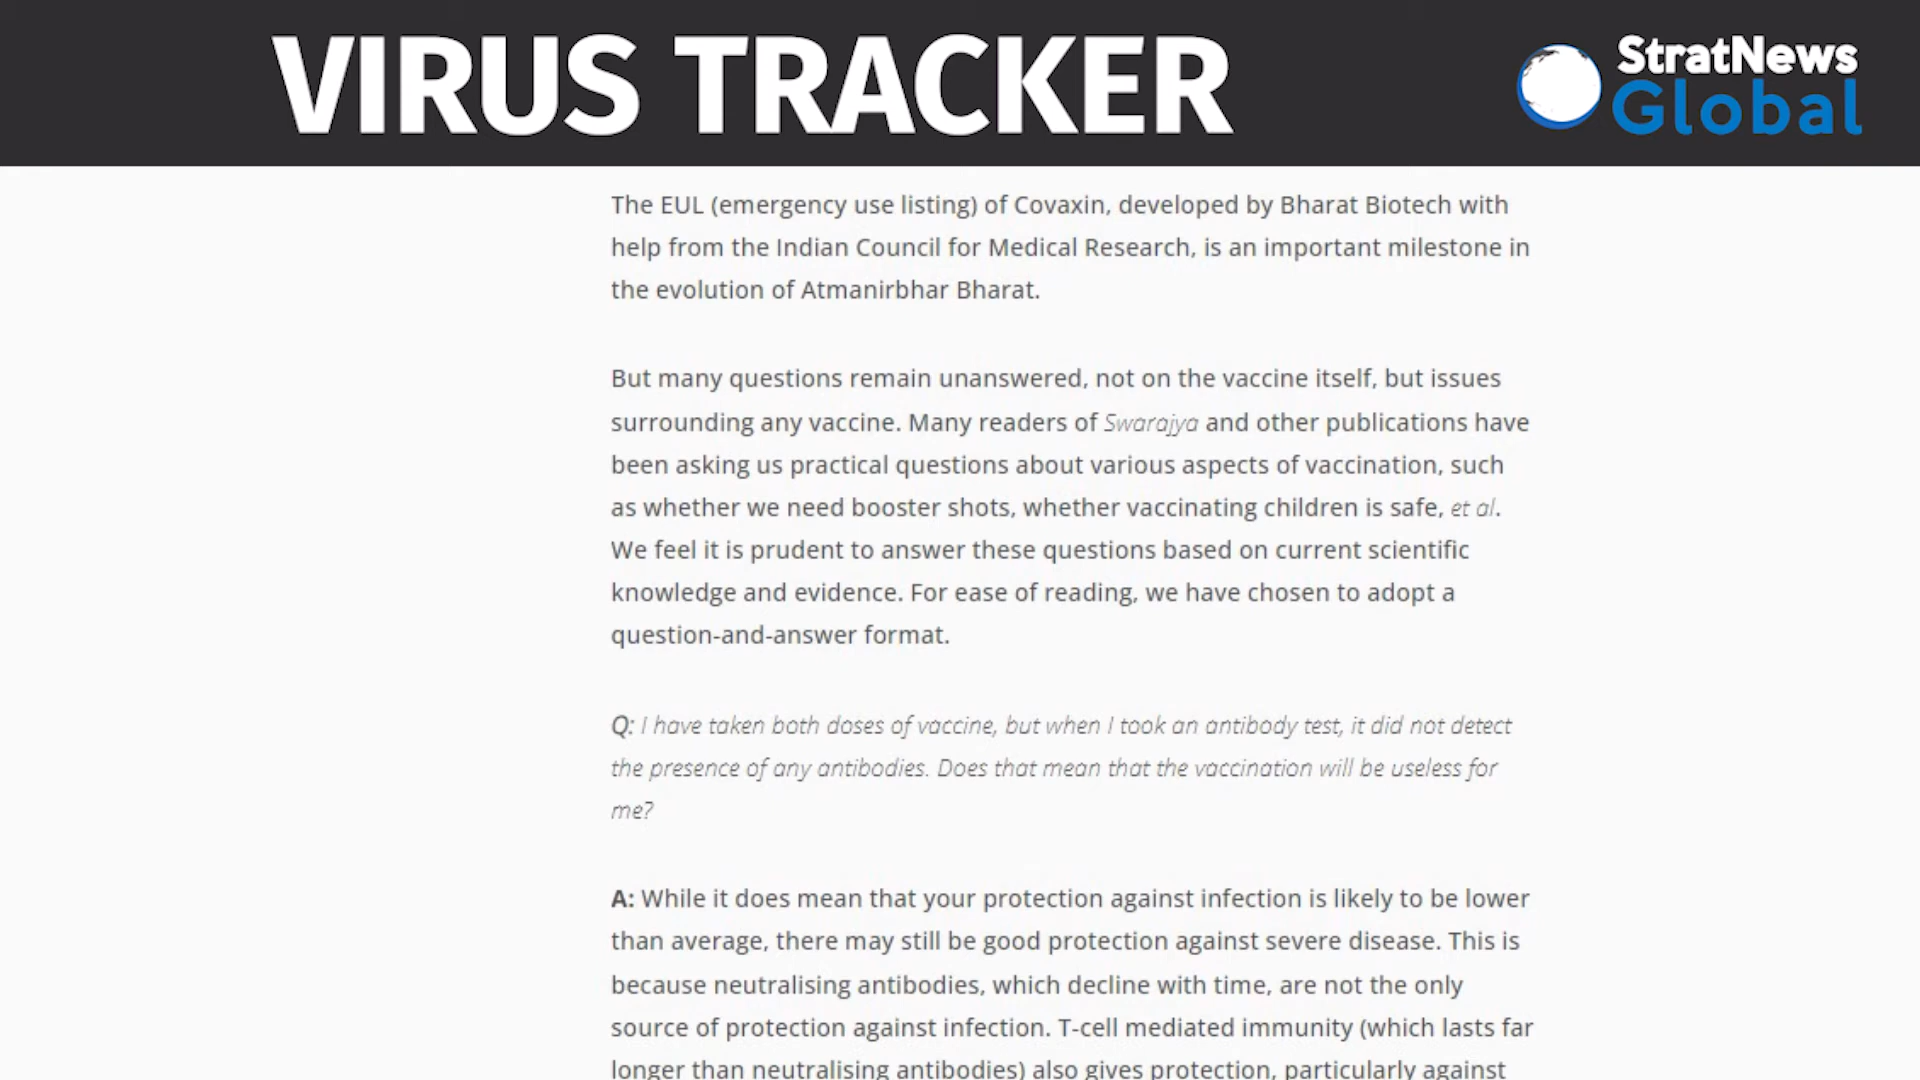 VIRUS TRACKER
StratNews
Global
The EUL (emergency use listing) of Covaxin, developed by Bharat Biotech with
help from the Indian Council for Medical Research, is an important milestone in
the evolution of Atmanirbhar Bharat.
But many questions remain unanswered, not on the vaccine itself, but issues
surrounding any vaccine. Many readers of Swarajya and other publications have
been asking us practical questions about various aspects of vaccination, such
as whether we need booster shots, whether vaccinating children is safe, et al.
We feel it is prudent to answer these questions based on current scientific
knowledge and evidence. For ease of reading, we have chosen to adopt a
question-and-answer format.
Q: I have taken both doses of vaccine, but when I took an antibody test, it did not detect
the presence of any antibodies. Does that mean that the vaccination will be useless for
me?
A: While it does mean that your protection against infection is likely to be lower
than average, there may still be good protection against severe disease. This is
because neutralising antibodies, which decline with time, are not the only
source of protection against infection. T-cell mediated immunity (which lasts far
longer than neutralising antibodies) also gives protection, particularly against